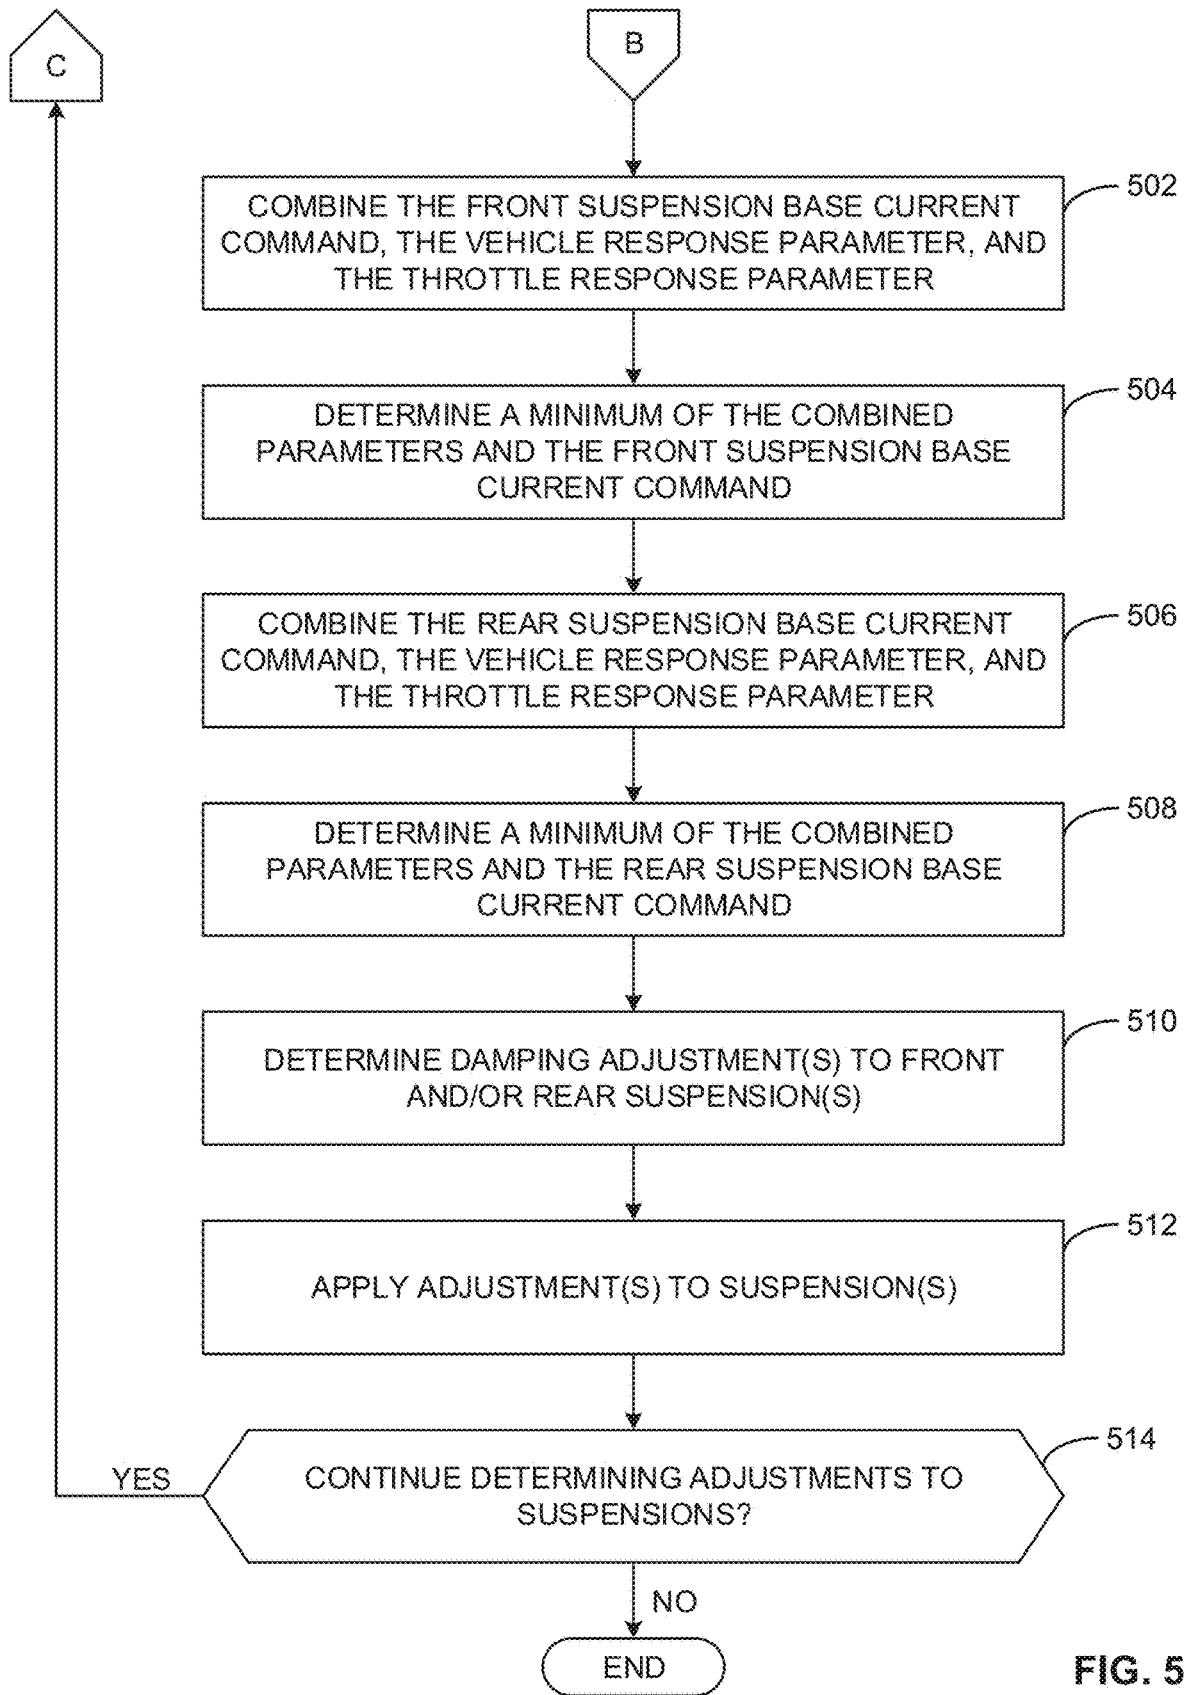 C
B
502
COMBINE THE FRONT SUSPENSION BASE CURRENT
COMMAND, THE VEHICLE RESPONSE PARAMETER, AND
THE THROTTLE RESPONSE PARAMETER
504
DETERMINE A MINIMUM OF THE COMBINED
PARAMETERS AND THE FRONT SUSPENSION BASE
CURRENT COMMAND
506
COMBINE THE REAR SUSPENSION BASE CURRENT
COMMAND, THE VEHICLE RESPONSE PARAMETER, AND
THE THROTTLE RESPONSE PARAMETER
508
DETERMINE A MINIMUM OF THE COMBINED
PARAMETERS AND THE REAR SUSPENSION BASE
CURRENT COMMAND
510
DETERMINE DAMPING ADJUSTMENT(S) TO FRONT
AND/OR REAR SUSPENSION(S)
512
APPLY ADJUSTMENT(S) TO SUSPENSION(S)
514
YES
CONTINUE DETERMINING ADJUSTMENTS TO
SUSPENSIONS?
NO
END
FIG. 5